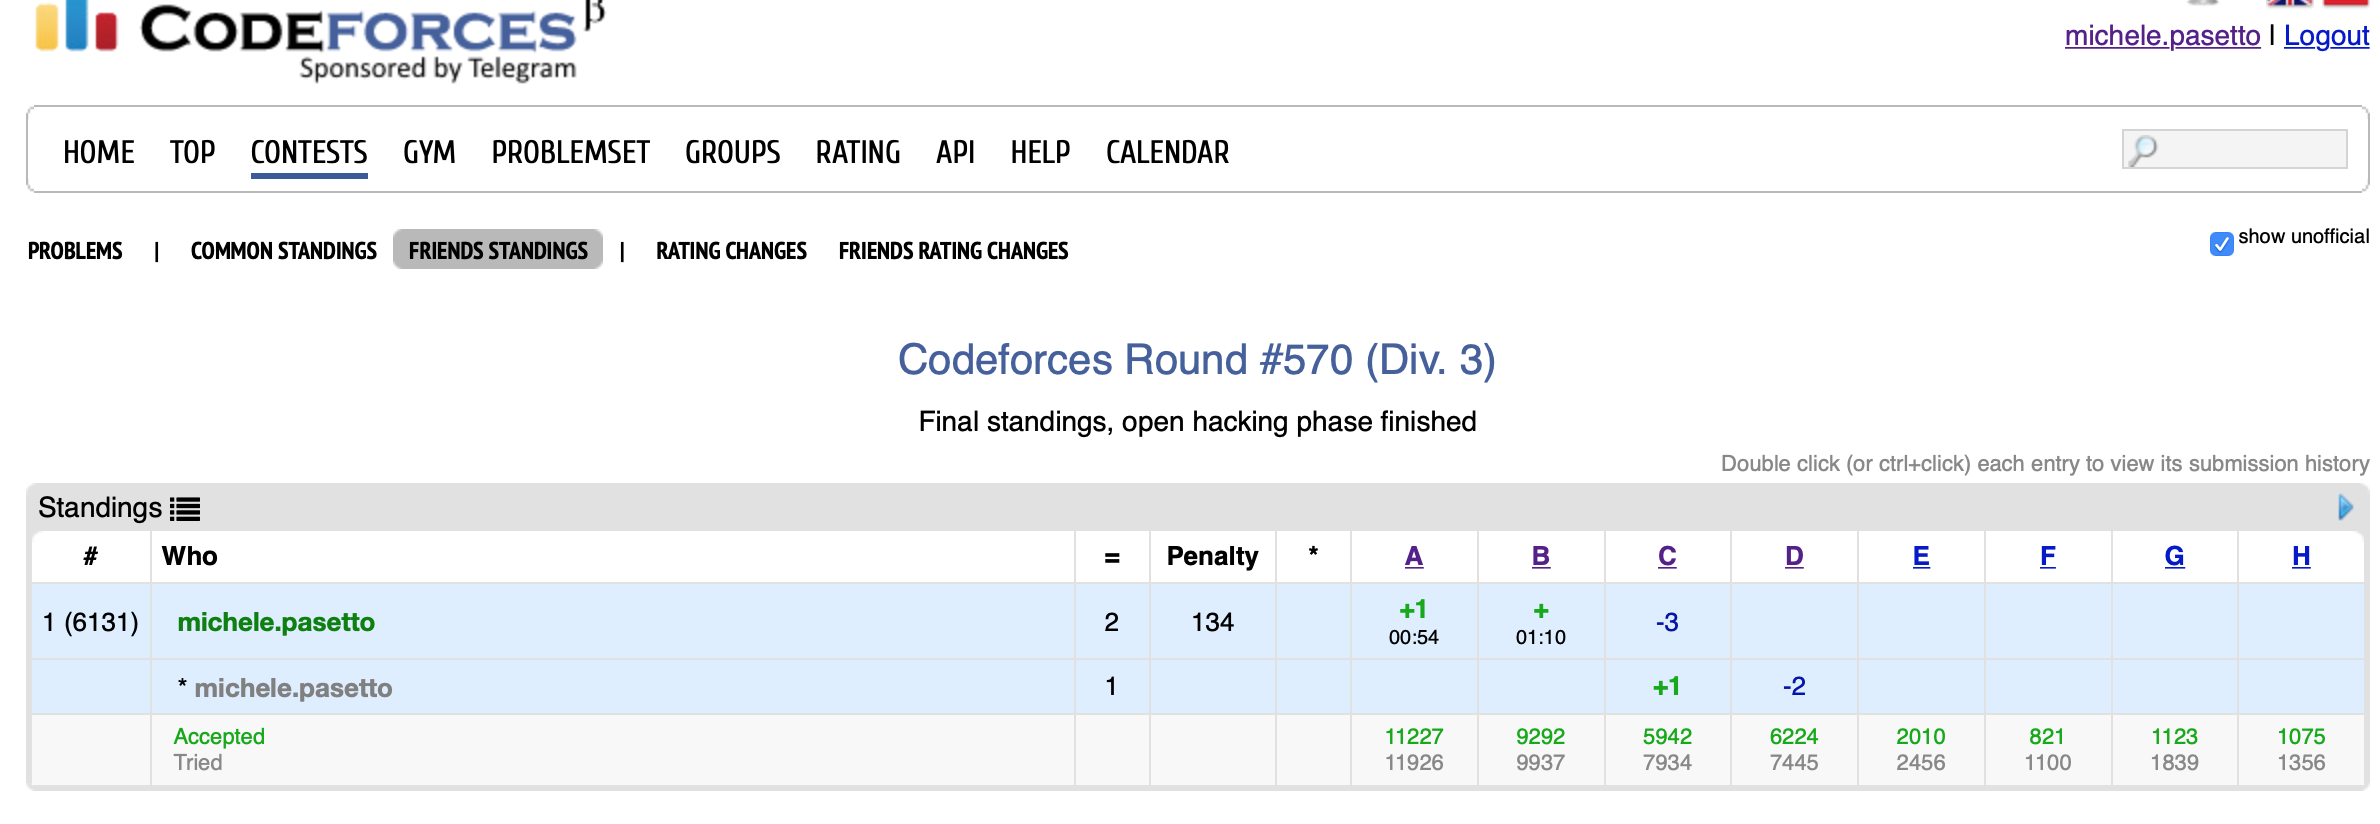 CODEFORCES β
Sponsored by Telegram
michele.pasetto | Logout
HOME TOP CONTESTS GYM PROBLEMSET GROUPS RATING API HELP CALENDAR
PROBLEMS | COMMON STANDINGS FRIENDS STANDINGS | RATING CHANGES FRIENDS RATING CHANGES
show unofficial
Codeforces Round #570 (Div. 3)
Final standings, open hacking phase finished
Double click (or ctrl+click) each entry to view its submission history
Standings
# Who = Penalty * A B C D E F G H
1 (6131) michele.pasetto 2 134 +1 + -3
00:54 01:10
* michele.pasetto 1 +1 -2
Accepted 11227 9292 5942 6224 2010 821 1123 1075
Tried 11926 9937 7934 7445 2456 1100 1839 1356